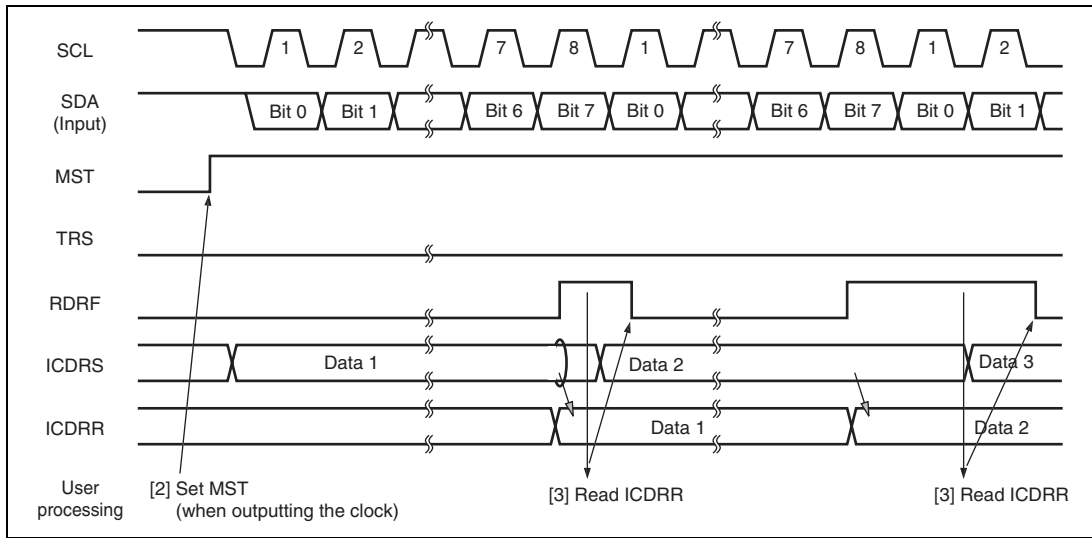 SCL 1 2 7 8 1 7 8 1 2
SDA
(Input)
Bit 0 Bit 1 Bit 6 Bit 7 Bit 0 Bit 6 Bit 7 Bit 0 Bit 1
MST
TRS
RDRF
ICDRS Data 1 Data 2 Data 3
ICDRR Data 1 Data 2
User
processing
[2] Set MST
(when outputting the clock)
[3] Read ICDRR
[3] Read ICDRR